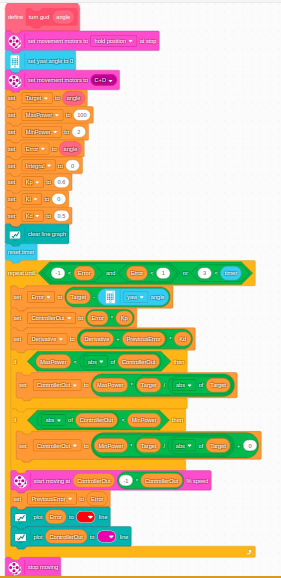 define turn gud angle
set movement motors to hold position at stop
set yaw angle to 0
set movement motors to C+D
set Target to angle
set MaxPower to 100
set MinPower to 2
set Error to angle
set Integral to 0
set Kp to 0.6
set Ki to 0
set Kd to 0.5
clear line graph
reset timer
repeat until -1 < Error and Error < 1 or 3 < timer
set Error to Target - yaw angle
set ControllerOut to Error * Kp
set Derivative to Derivative + PreviousError * Kd
if MaxPower < abs of ControllerOut then
set ControllerOut to MaxPower * Target / abs of Target
if abs of ControllerOut < MinPower then
set ControllerOut to MinPower * Target / abs of Target + 0
start moving at ControllerOut -1 * ControllerOut % speed
set PreviousError to Error
plot Error to line
plot ControllerOut to line
stop moving